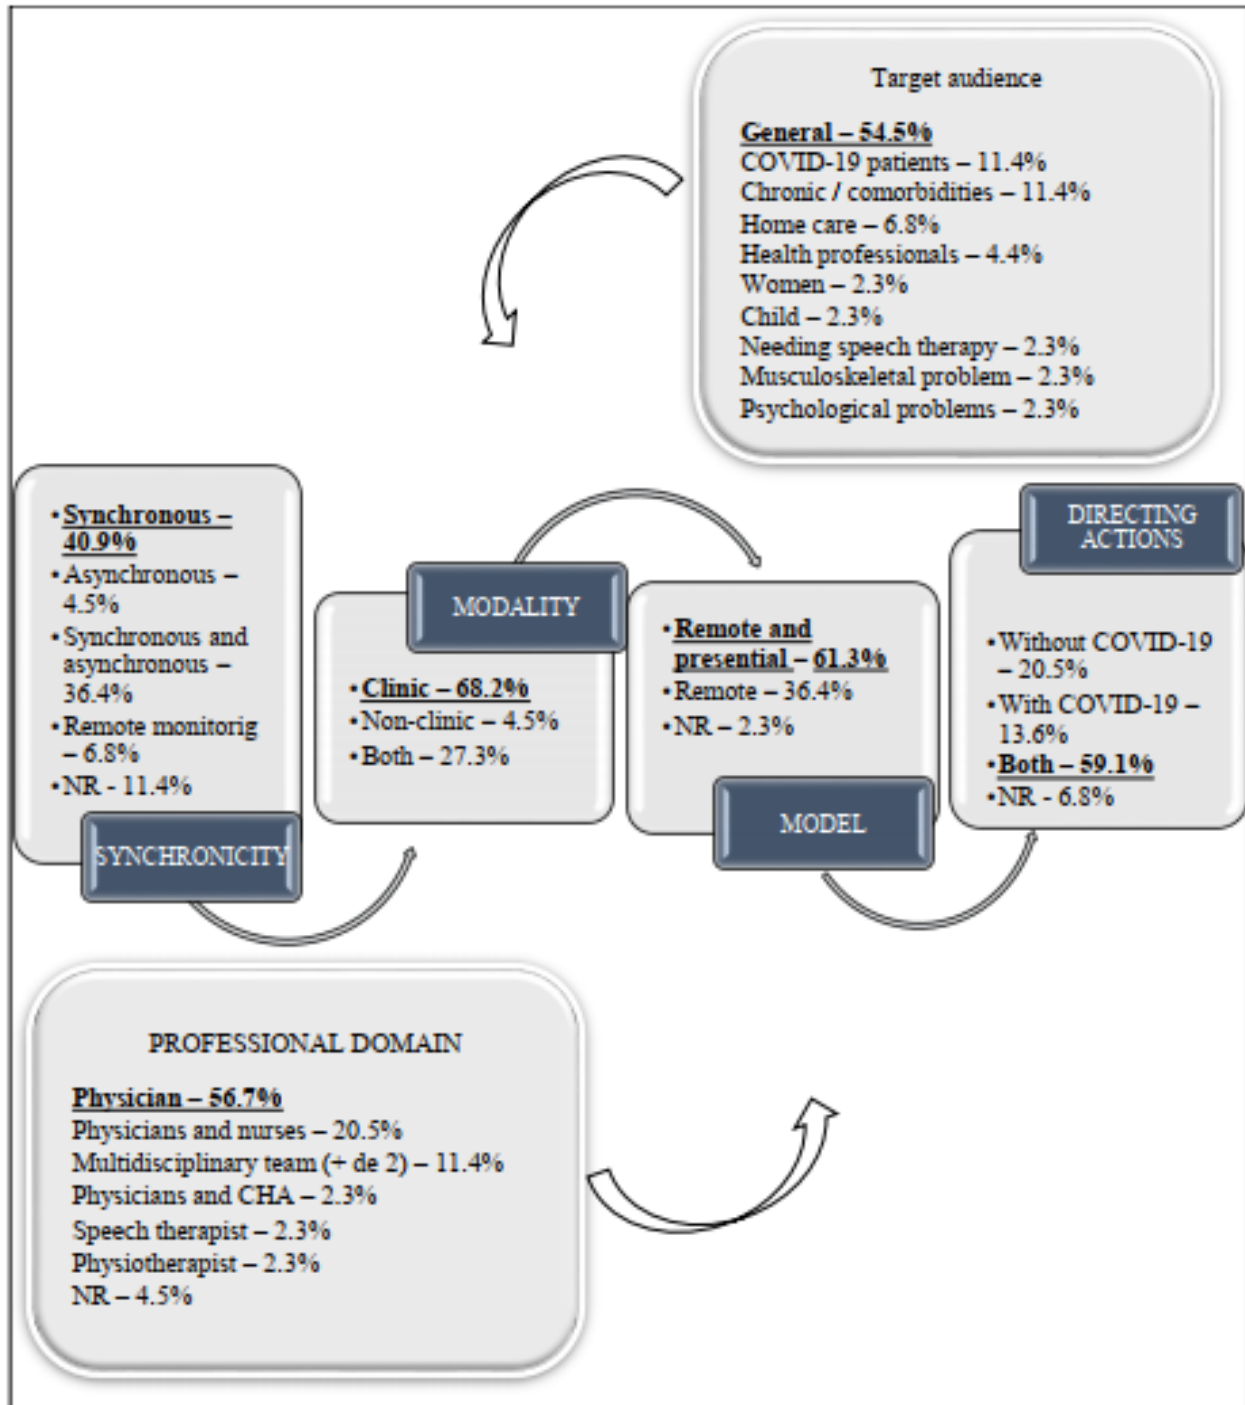 Target audience
General – 54.5%
COVID-19 patients – 11.4%
Chronic / comorbidities – 11.4%
Home care – 6.8%
Health professionals – 4.4%
Women – 2.3%
Child – 2.3%
Needing speech therapy – 2.3%
Musculoskeletal problem – 2.3%
Psychological problems – 2.3%
•Synchronous –
40.9%
•Asynchronous –
4.5%
•Synchronous and
asynchronous –
36.4%
•Remote monitorig
– 6.8%
•NR - 11.4%
SYNCHRONICITY
MODALITY
•Clinic – 68.2%
•Non-clinic – 4.5%
•Both – 27.3%
•Remote and
presential – 61.3%
•Remote – 36.4%
•NR – 2.3%
MODEL
DIRECTING
ACTIONS
•Without COVID-19
– 20.5%
•With COVID-19 –
13.6%
•Both – 59.1%
•NR - 6.8%
PROFESSIONAL DOMAIN
Physician – 56.7%
Physicians and nurses – 20.5%
Multidisciplinary team (+ de 2) – 11.4%
Physicians and CHA – 2.3%
Speech therapist – 2.3%
Physiotherapist – 2.3%
NR – 4.5%